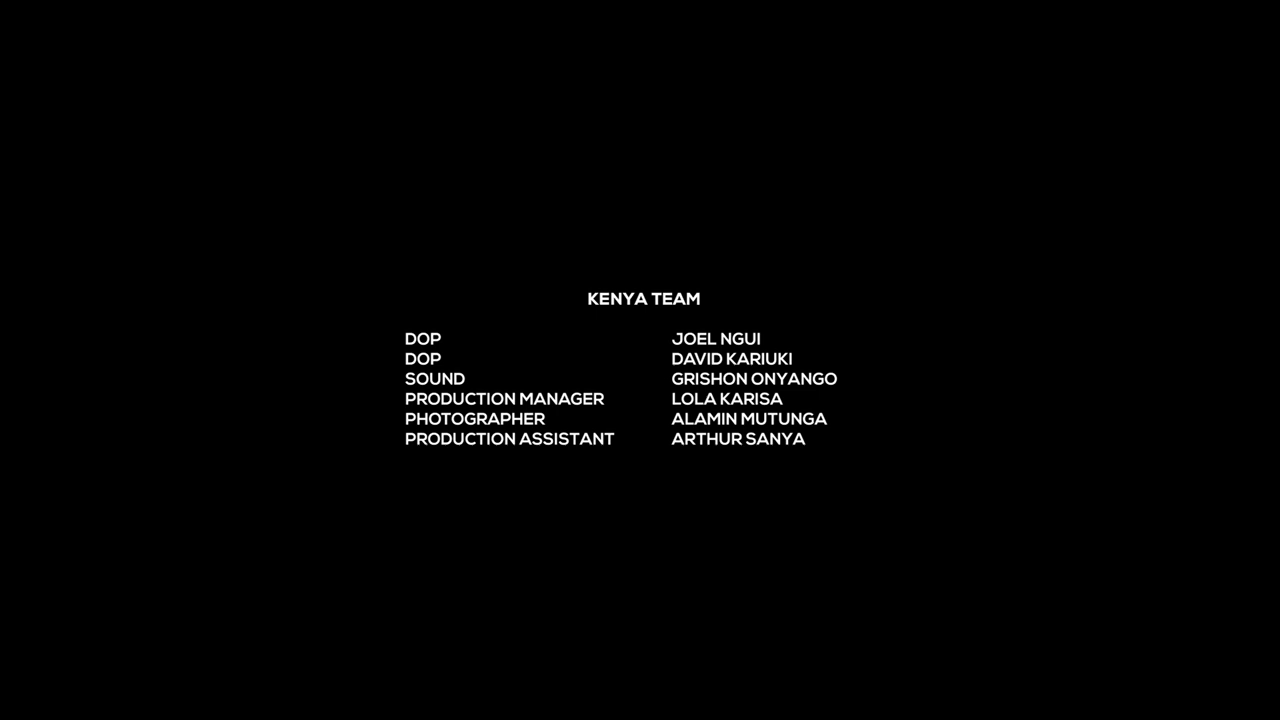 KENYA TEAM
DOP JOEL NGUI
DOP DAVID KARIUKI
SOUND GRISHON ONYANGO
PRODUCTION MANAGER LOLA KARISA
PHOTOGRAPHER ALAMIN MUTUNGA
PRODUCTION ASSISTANT ARTHUR SANYA